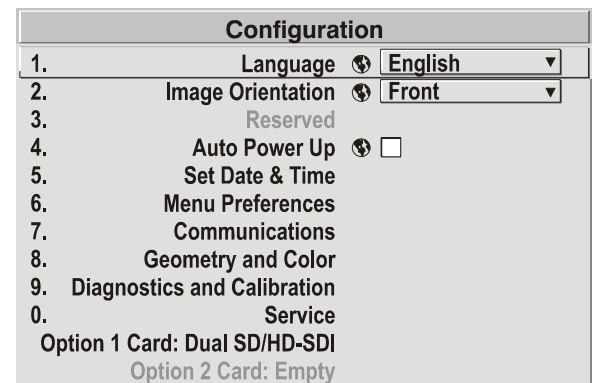 Configuration
1. Language English
2. Image Orientation Front
3. Reserved
4. Auto Power Up
5. Set Date & Time
6. Menu Preferences
7. Communications
8. Geometry and Color
9. Diagnostics and Calibration
0. Service
Option 1 Card: Dual SD/HD-SDI
Option 2 Card: Empty